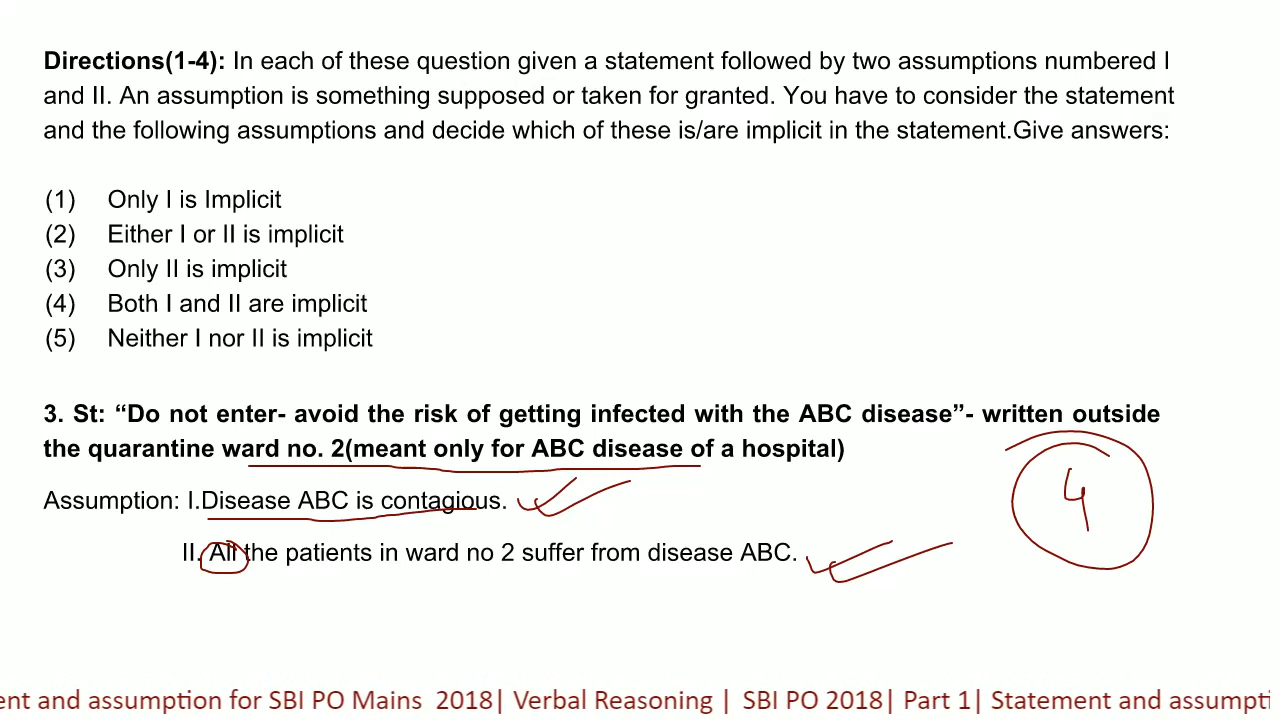 Directions(1-4): In each of these question given a statement followed by two assumptions numbered I
and II. An assumption is something supposed or taken for granted. You have to consider the statement
and the following assumptions and decide which of these is/are implicit in the statement.Give answers:
(1) Only I is Implicit
(2) Either I or II is implicit
(3) Only II is implicit
(4) Both I and II are implicit
(5) Neither I nor II is implicit
3. St: “Do not enter- avoid the risk of getting infected with the ABC disease”- written outside
the quarantine ward no. 2(meant only for ABC disease of a hospital)
4
Assumption: I.Disease ABC is contagious.
II. All the patients in ward no 2 suffer from disease ABC.
ent and assumption for SBI PO Mains 2018| Verbal Reasoning | SBI PO 2018| Part 1| Statement and assumpti